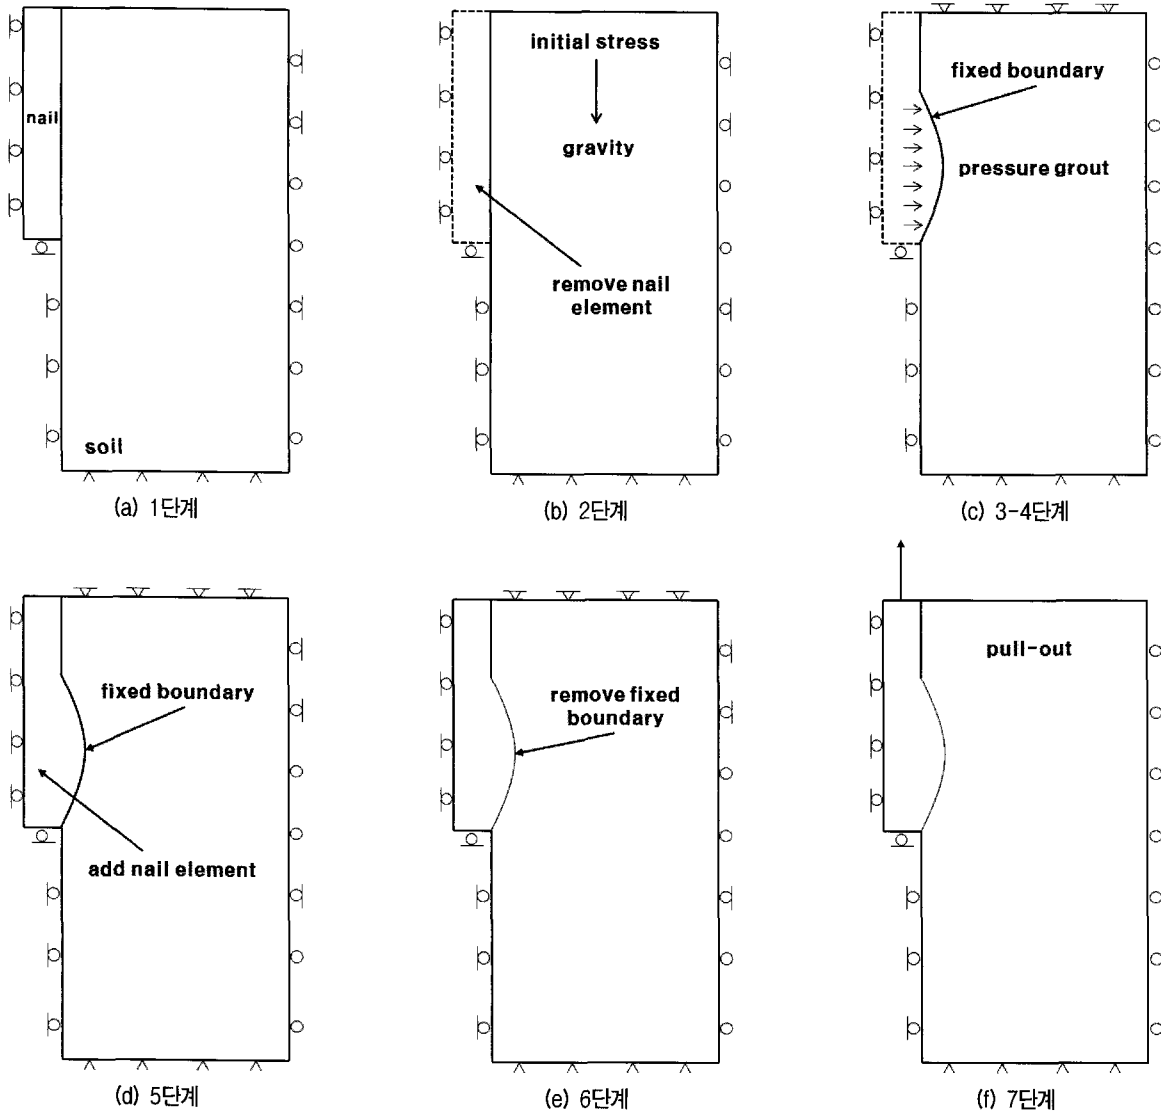 nail
soil
(a) 1단계
initial stress
gravity
remove nail
element
(b) 2단계
fixed boundary
pressure grout
(c) 3-4단계
fixed boundary
add nail element
(d) 5단계
remove fixed
boundary
(e) 6단계
pull-out
(f) 7단계